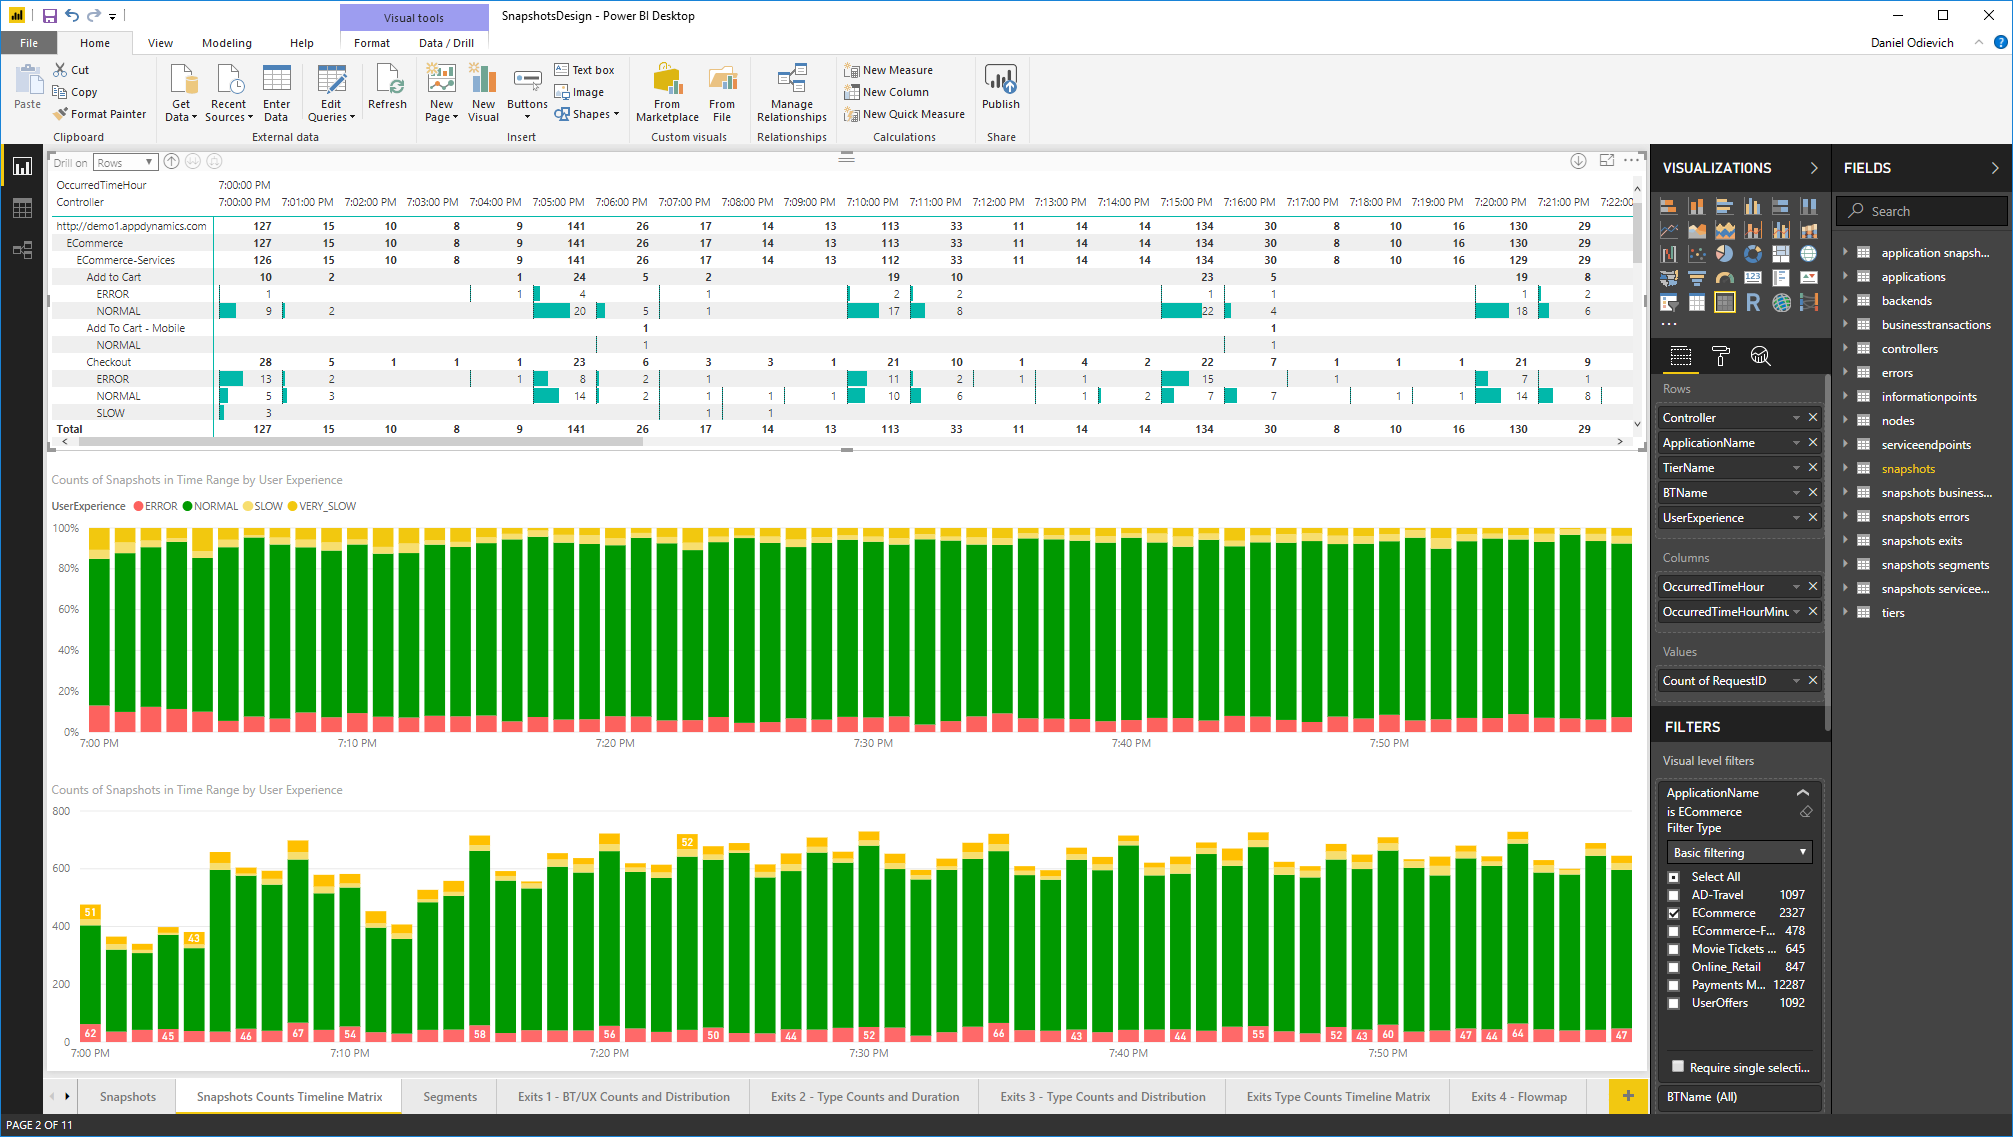 Visual tools
SnapshotsDesign - Power BI Desktop
File Home View Modeling Help Format Data / Drill
Daniel Odievich
Paste
Cut
Copy
Format Painter
Clipboard
Get Data
Recent Sources
Enter Data
Edit Queries
External data
Refresh
New Page
New Visual
Buttons
Text box
Image
Shapes
Insert
From Marketplace
From File
Custom visuals
Manage Relationships
Relationships
New Measure
New Column
New Quick Measure
Calculations
Publish
Share
Drill on Rows
OccurredTimeHour 7:00:00 PM
Controller 7:00:00 PM 7:01:00 PM 7:02:00 PM 7:03:00 PM 7:04:00 PM 7:05:00 PM 7:06:00 PM 7:07:00 PM 7:08:00 PM 7:09:00 PM 7:10:00 PM 7:11:00 PM 7:12:00 PM 7:13:00 PM 7:14:00 PM 7:15:00 PM 7:16:00 PM 7:17:00 PM 7:18:00 PM 7:19:00 PM 7:20:00 PM 7:21:00 PM 7:22:00
http://demo1.appdynamics.com 127 15 10 8 9 141 26 17 14 13 113 33 11 14 14 134 30 8 10 16 130 29
ECommerce 127 15 10 8 9 141 26 17 14 13 113 33 11 14 14 134 30 8 10 16 130 29
ECommerce-Services 126 15 10 8 9 141 26 17 14 13 112 33 11 14 14 134 30 8 10 16 129 29
Add to Cart 10 2 1 24 5 2 19 10 23 5 19 8
ERROR 1 1 4 1 2 2 1 1 1 2
NORMAL 9 2 20 5 1 17 8 22 4 18 6
Add To Cart - Mobile 1 1
NORMAL 1 1
Checkout 28 5 1 1 1 23 6 3 3 1 21 10 1 4 2 22 7 1 1 1 21 9
ERROR 13 2 1 8 2 1 11 2 1 1 15 1 7 1
NORMAL 5 3 14 2 1 1 1 10 6 1 2 7 7 1 1 14 8
SLOW 3 1 1
Total 127 15 10 8 9 141 26 17 14 13 113 33 11 14 14 134 30 8 10 16 130 29
Counts of Snapshots in Time Range by User Experience
UserExperience ERROR NORMAL SLOW VERY_SLOW
100%
80%
60%
40%
20%
0%
7:00 PM 7:10 PM 7:20 PM 7:30 PM 7:40 PM 7:50 PM
Counts of Snapshots in Time Range by User Experience
800
600
400
200
0
51 43 52
62 45 46 67 54 58 56 50 44 52 66 43 44 55 52 43 60 47 44 64 47
7:00 PM 7:10 PM 7:20 PM 7:30 PM 7:40 PM 7:50 PM
Snapshots
Snapshots Counts Timeline Matrix
Segments
Exits 1 - BT/UX Counts and Distribution
Exits 2 - Type Counts and Duration
Exits 3 - Type Counts and Distribution
Exits Type Counts Timeline Matrix
Exits 4 - Flowmap
PAGE 2 OF 11
VISUALIZATIONS
Rows
Controller
ApplicationName
TierName
BTName
UserExperience
Columns
OccurredTimeHour
OccurredTimeHourMinu
Values
Count of RequestID
FILTERS
Visual level filters
ApplicationName
is ECommerce
Filter Type
Basic filtering
Select All
AD-Travel 1097
ECommerce 2327
ECommerce-F... 478
Movie Tickets ... 645
Online_Retail 847
Payments M... 12287
UserOffers 1092
Require single selecti...
BTName (All)
FIELDS
Search
application snapsh...
applications
backends
businesstransactions
controllers
errors
informationpoints
nodes
serviceendpoints
snapshots
snapshots business...
snapshots errors
snapshots exits
snapshots segments
snapshots servicee...
tiers